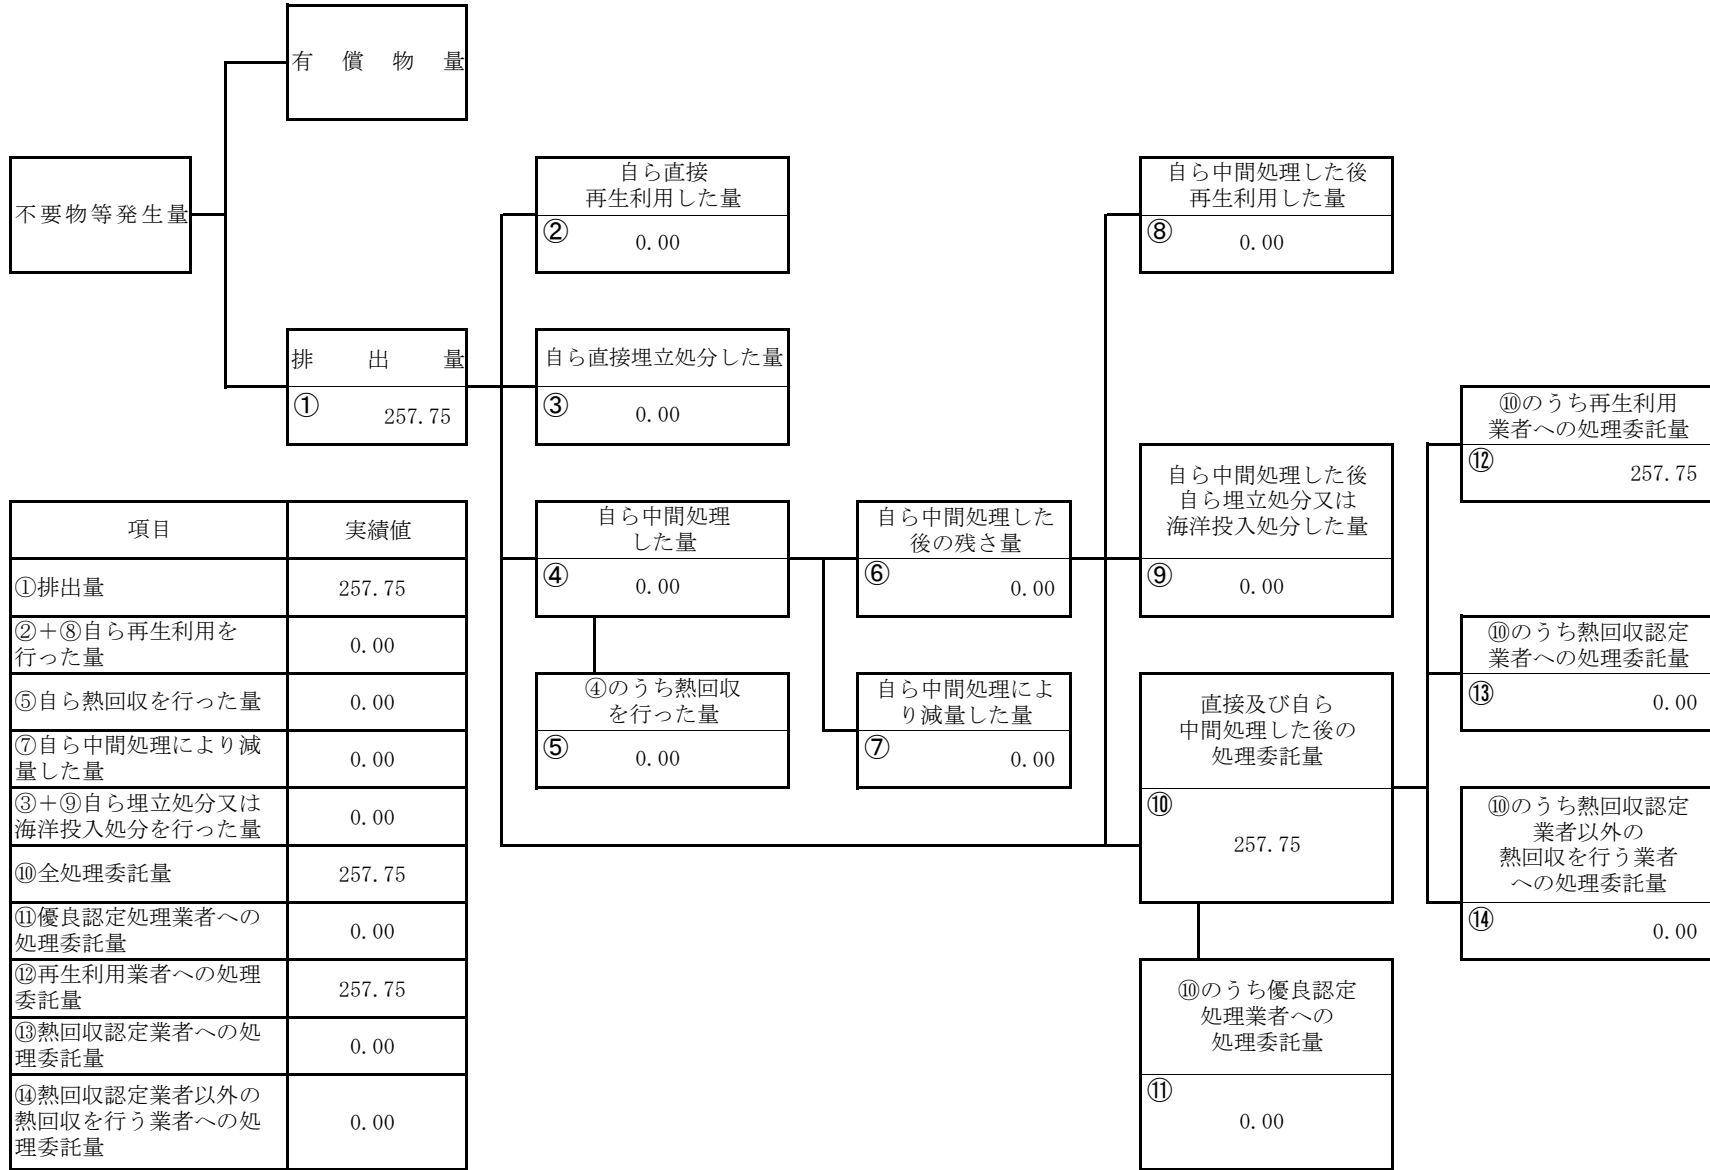 有償物量
不要物等発生量
排出量
①
257.75
自ら直接
再生利用した量
②
0.00
自ら直接埋立処分した量
③
0.00
自ら中間処理
した量
④
0.00
④のうち熱回収
を行った量
⑤
0.00
自ら中間処理した
後の残さ量
⑥
0.00
自ら中間処理によ
り減量した量
⑦
0.00
自ら中間処理した後
再生利用した量
⑧
0.00
自ら中間処理した後
自ら埋立処分又は
海洋投入処分した量
⑨
0.00
直接及び自ら
中間処理した後の
処理委託量
⑩
257.75
⑩のうち優良認定
処理業者への
処理委託量
⑪
0.00
⑩のうち再生利用
業者への処理委託量
⑫
257.75
⑩のうち熱回収認定
業者への処理委託量
⑬
0.00
⑩のうち熱回収認定
業者以外の
熱回収を行う業者
への処理委託量
⑭
0.00
項目 実績値
①排出量 257.75
②＋⑧自ら再生利用を
行った量 0.00
⑤自ら熱回収を行った量 0.00
⑦自ら中間処理により減
量した量 0.00
③＋⑨自ら埋立処分又は
海洋投入処分を行った量 0.00
⑩全処理委託量 257.75
⑪優良認定処理業者への
処理委託量 0.00
⑫再生利用業者への処理
委託量 257.75
⑬熱回収認定業者への処
理委託量 0.00
⑭熱回収認定業者以外の
熱回収を行う業者への処
理委託量 0.00